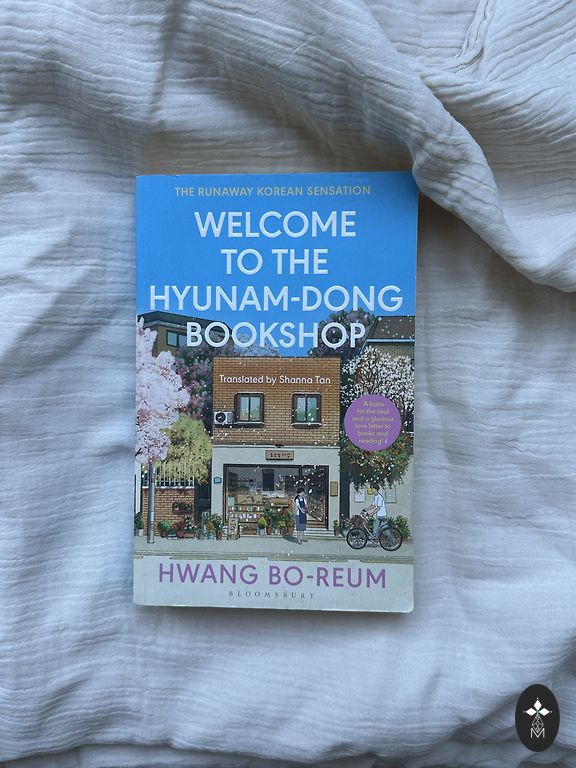 THE RUNAWAY KOREAN SENSATION
WELCOME
TO THE
HYUNAM-DONG
BOOKSHOP
Translated by Shanna Tan
'A balm
for the soul
and a glorious
love letter to
books and
reading'
HWANG BO-REUM
BLOOMSBURY
M